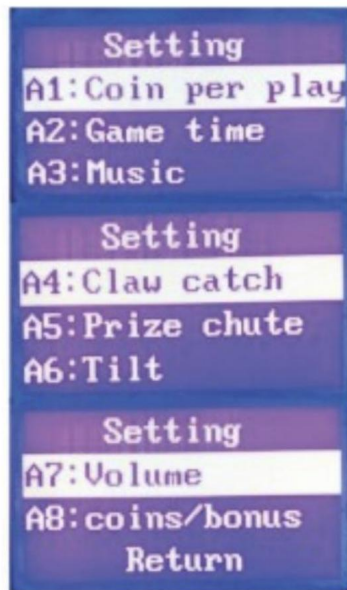 Setting
A1:Coin per play
A2:Game time
A3:Music
Setting
A4:Claw catch
A5:Prize chute
A6:Tilt
Setting
A7:Volume
A8:coins/bonus
Return